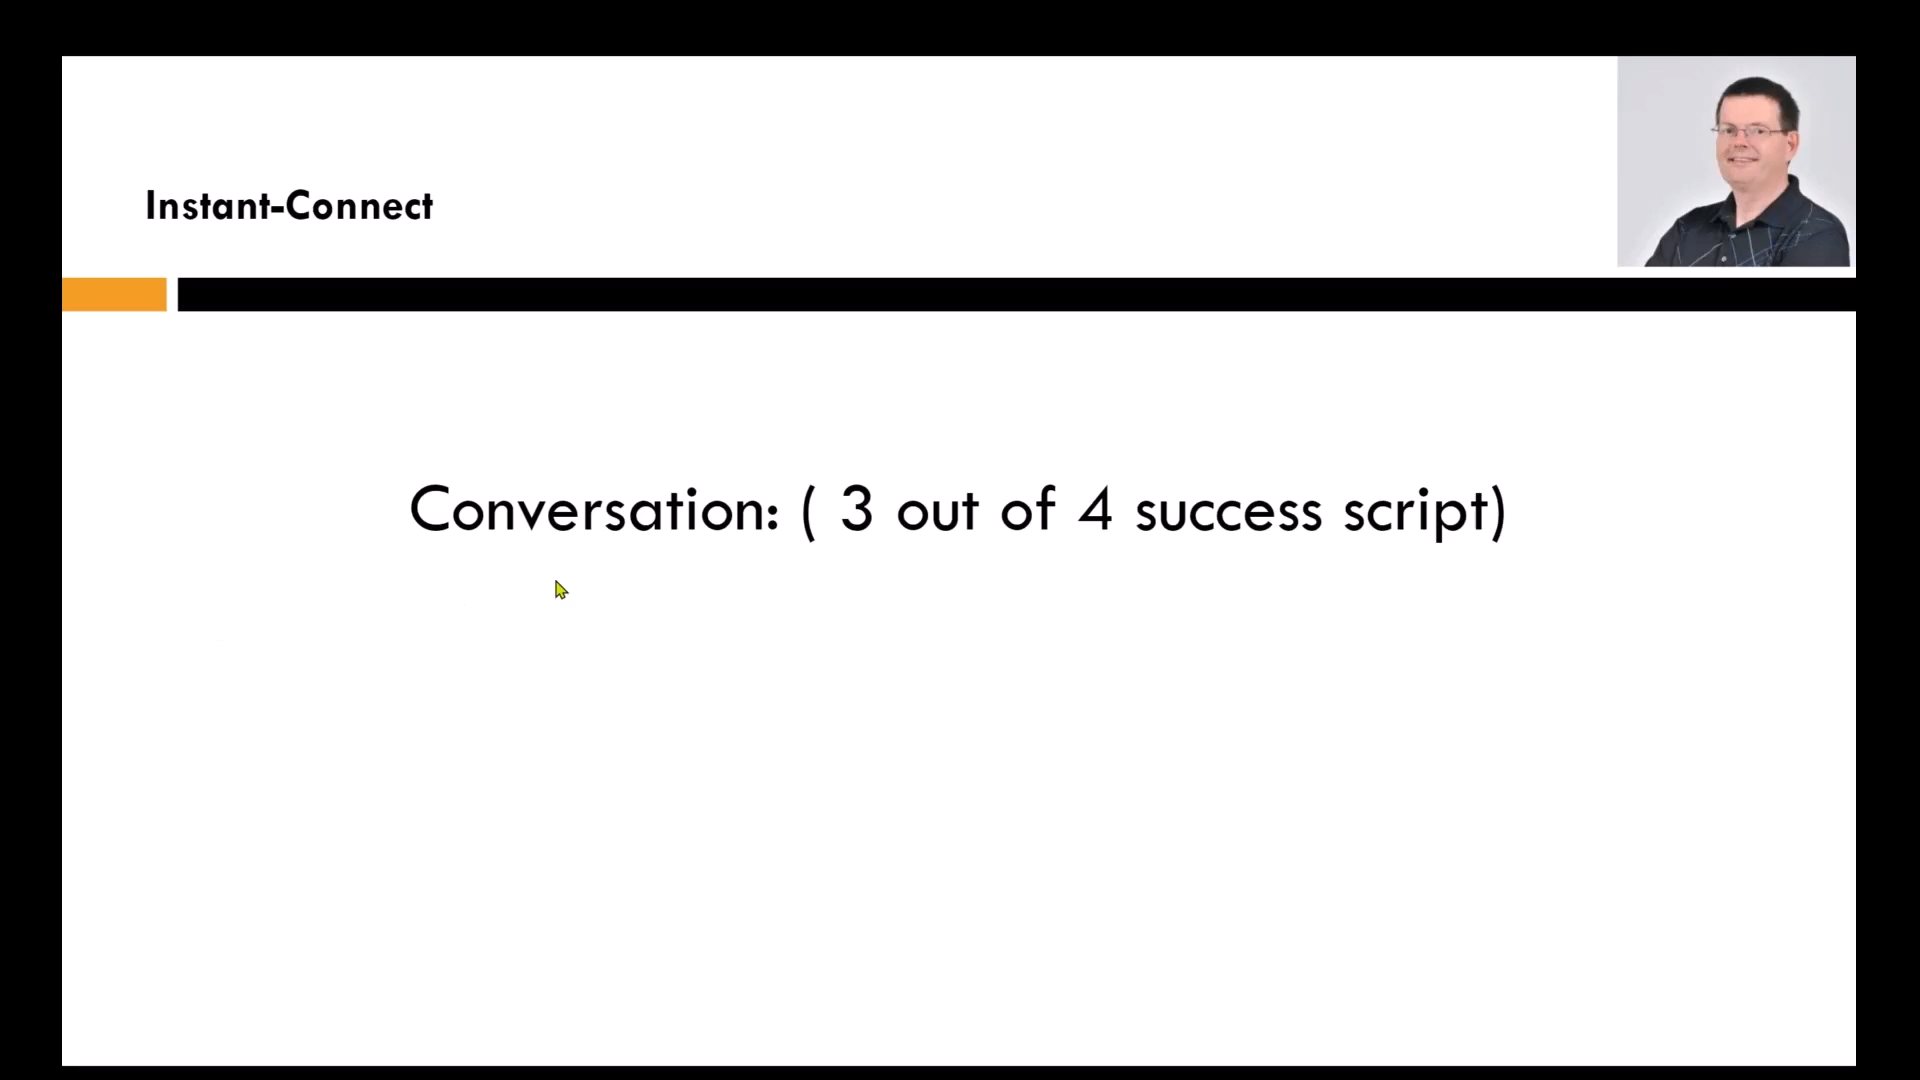 Instant-Connect
Conversation: ( 3 out of 4 success script)